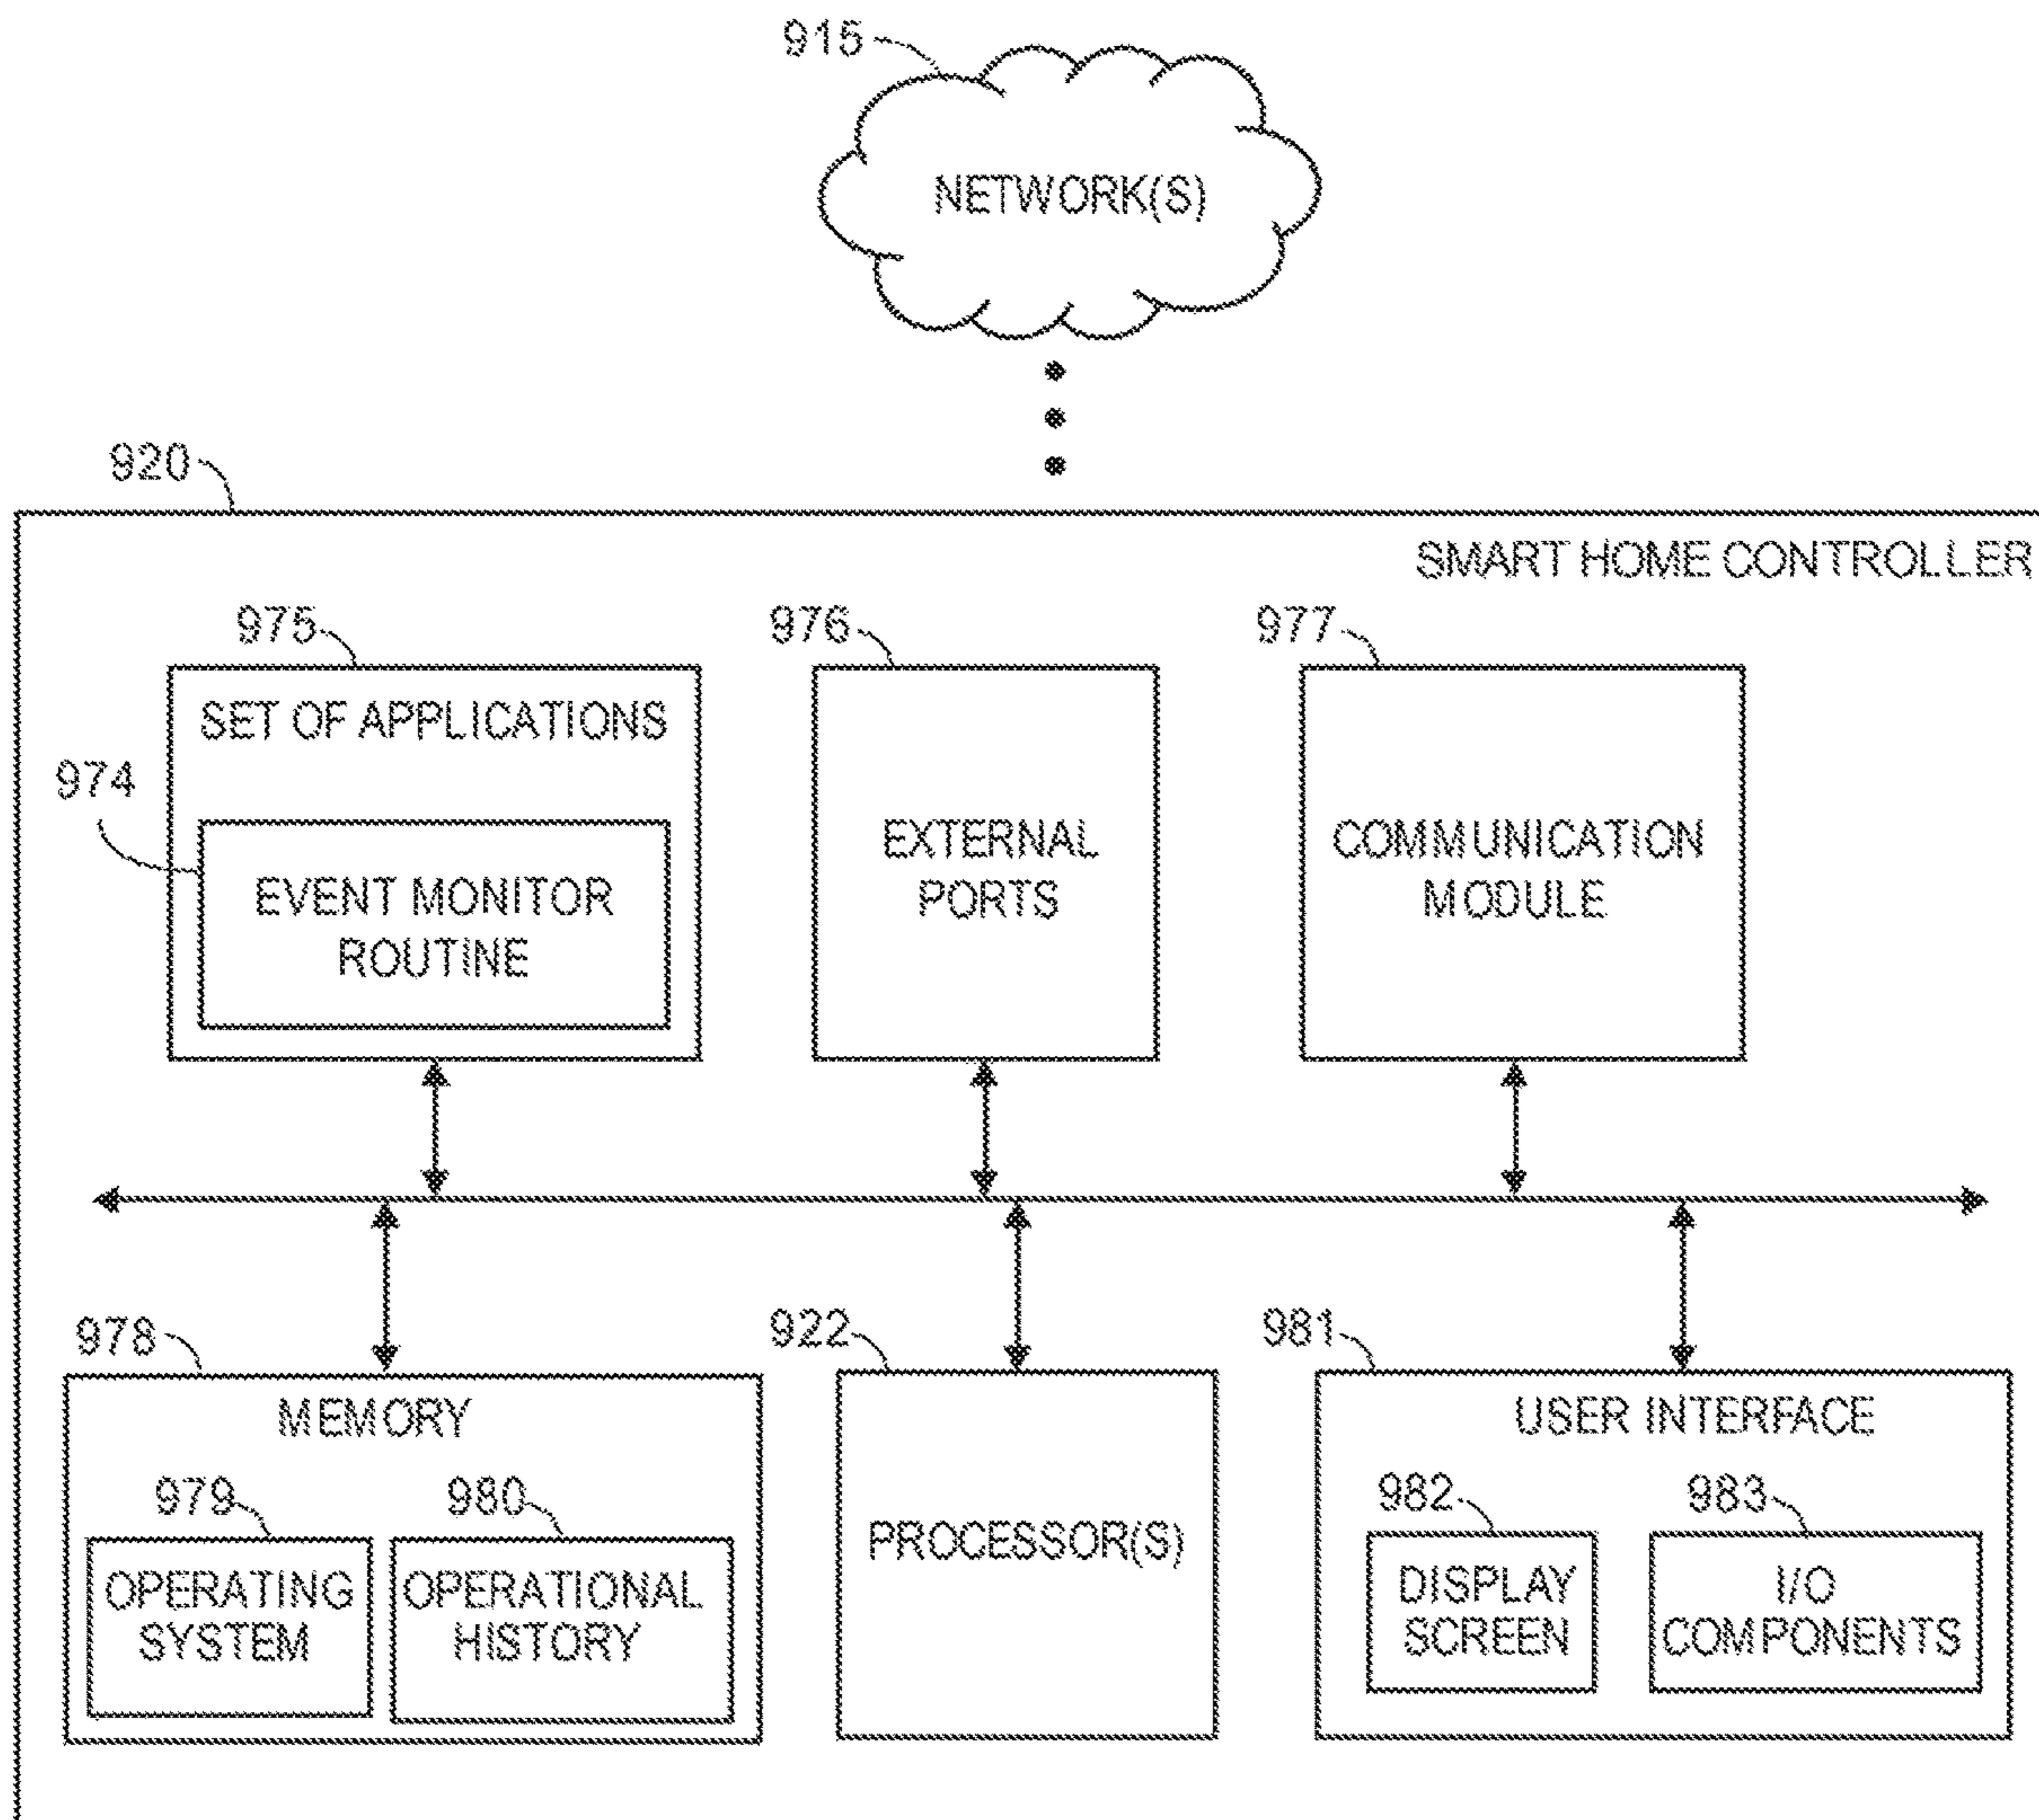 915
NETWORK(S)
920
SMART HOME CONTROLLER
975
976
977
SET OF APPLICATIONS
974
EVENT MONITOR
ROUTINE
EXTERNAL
PORTS
COMMUNICATION
MODULE
978
922
981
MEMORY
979
980
OPERATING
SYSTEM
OPERATIONAL
HISTORY
PROCESSOR(S)
USER INTERFACE
982
983
DISPLAY
SCREEN
I/O
COMPONENTS